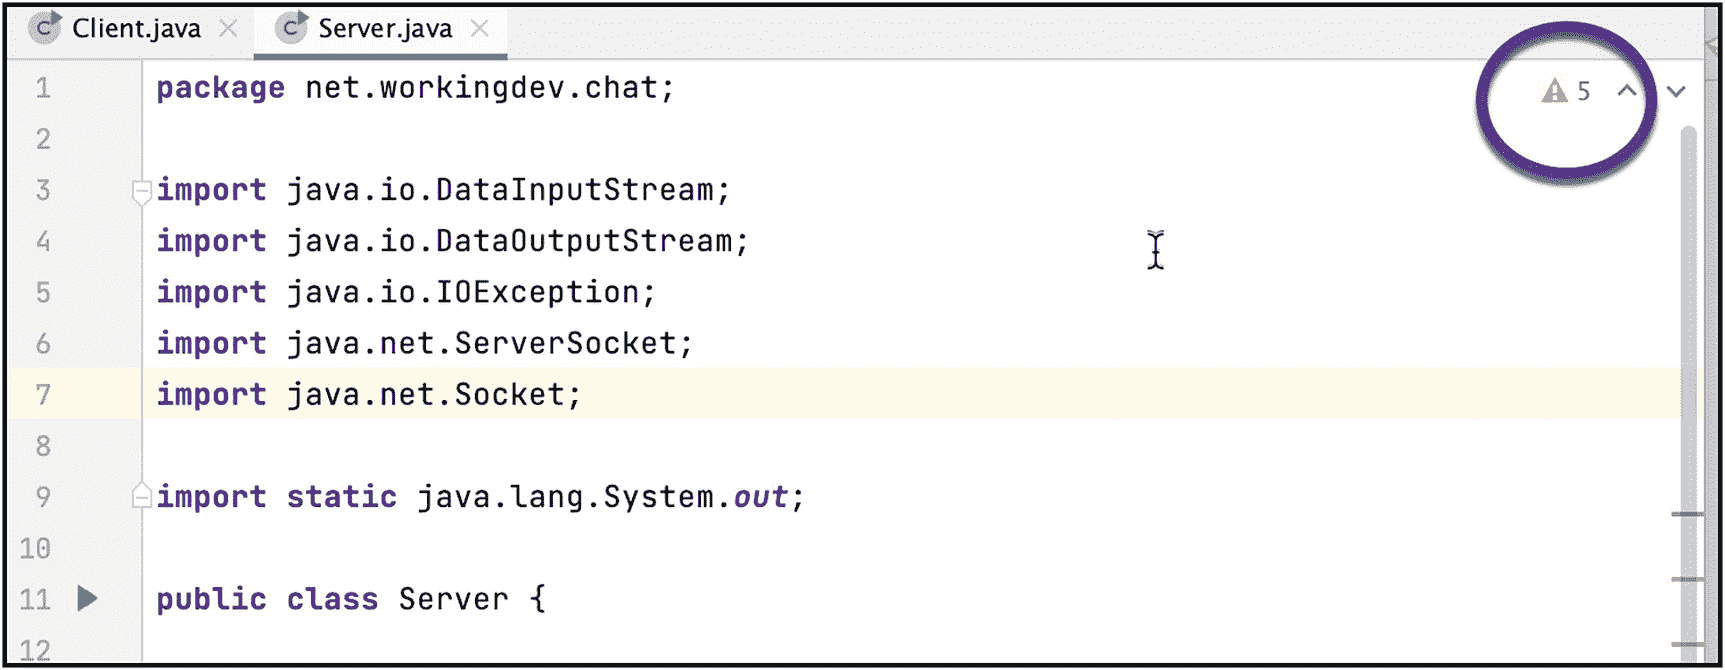 Client.java Server.java
1 package net.workingdev.chat; 5
2
3 import java.io.DataInputStream;
4 import java.io.DataOutputStream;
5 import java.io.IOException;
6 import java.net.ServerSocket;
7 import java.net.Socket;
8
9 import static java.lang.System.out;
10
11 public class Server {
12